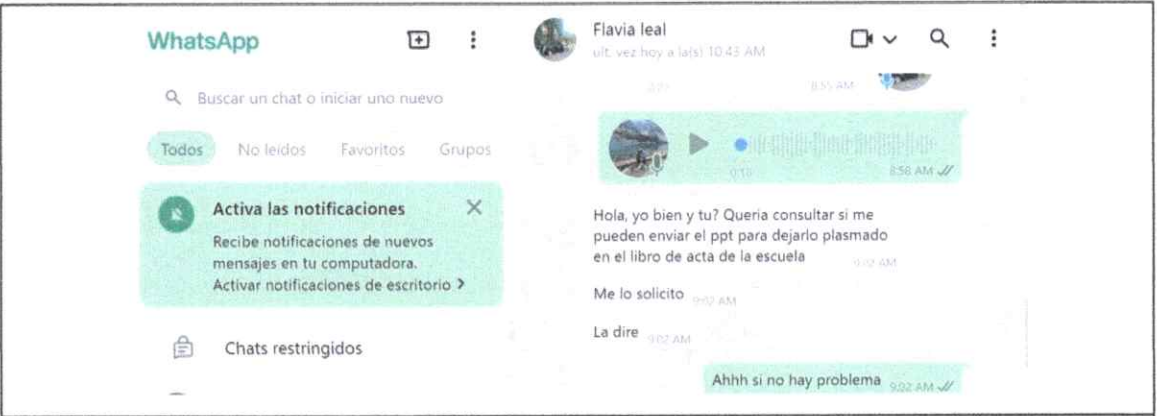 WhatsApp
Buscar un chat o iniciar uno nuevo
Todos No leídos Favoritos Grupos
Activa las notificaciones
Recibe notificaciones de nuevos
mensajes en tu computadora.
Activar notificaciones de escritorio >
Chats restringidos
Flavia leal
ult. vez hoy a la(s) 10:43 AM
8:55 AM
0:18 8:56 AM
Hola, yo bien y tu? Queria consultar si me
pueden enviar el ppt para dejarlo plasmado
en el libro de acta de la escuela 9:02 AM
Me lo solicito 9:02 AM
La dire 9:02 AM
Ahhh si no hay problema 9:02 AM